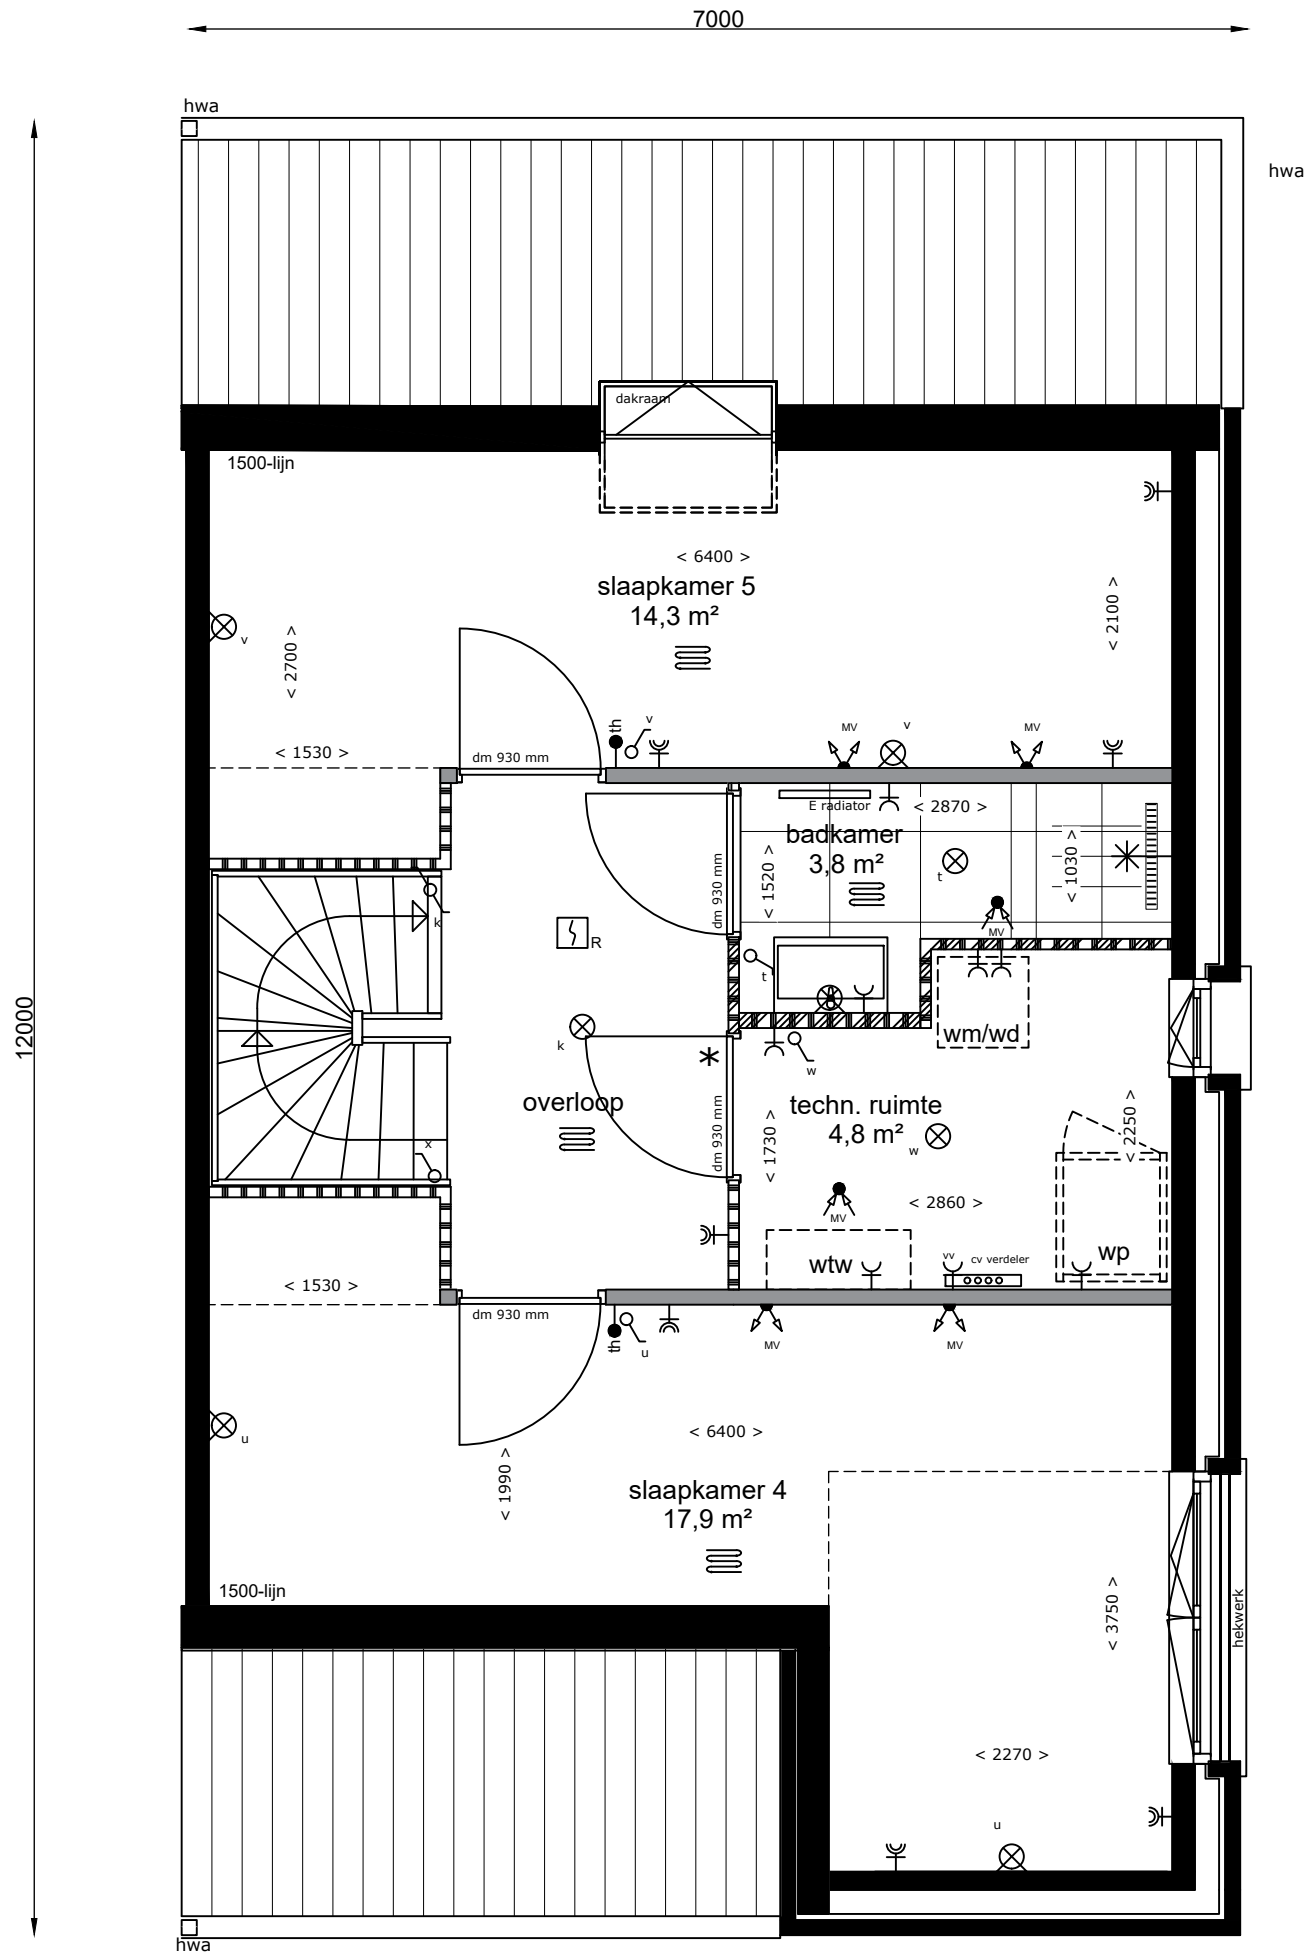 7000
hwa
hwa
12000
dakraam
1500-lijn
< 6400 >
slaapkamer 5
14,3 m²
< 2100 >
v
< 2700 >
< 1530 >
dm 930 mm
th
v
MV
v
MV
E radiator
< 2870 >
badkamer
3,8 m²
< 1520 >
dm 930 mm
t
< 1030 >
MV
k
R
t
wm/wd
k
w
*
overloop
techn. ruimte
4,8 m²
w
< 2250 >
dm 930 mm
< 1730 >
x
MV
< 2860 >
wtw
vv
cv verdeler
wp
< 1530 >
dm 930 mm
th
u
MV
MV
u
< 6400 >
< 1990 >
slaapkamer 4
17,9 m²
1500-lijn
< 3750 >
hekwerk
< 2270 >
u
hwa